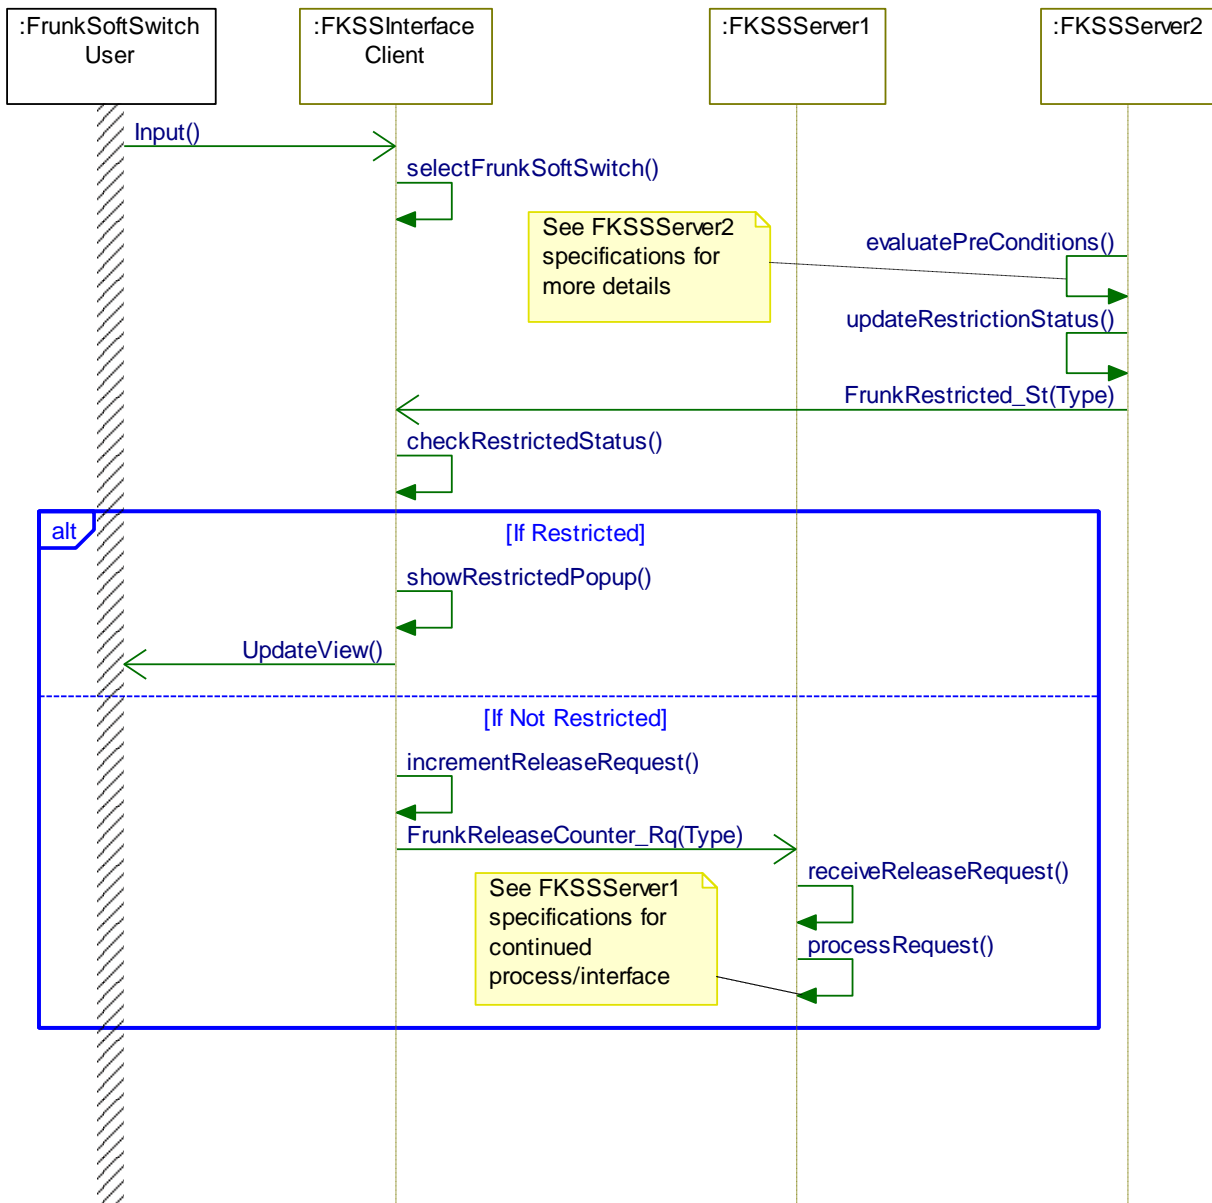 :FrunkSoftSwitch
User
:FKSSInterface
Client
:FKSSServer1
:FKSSServer2
Input()
selectFrunkSoftSwitch()
See FKSSServer2
specifications for
more details
evaluatePreConditions()
updateRestrictionStatus()
FrunkRestricted_St(Type)
checkRestrictedStatus()
alt
[If Restricted]
showRestrictedPopup()
UpdateView()
[If Not Restricted]
incrementReleaseRequest()
FrunkReleaseCounter_Rq(Type)
receiveReleaseRequest()
See FKSSServer1
specifications for
continued
process/interface
processRequest()